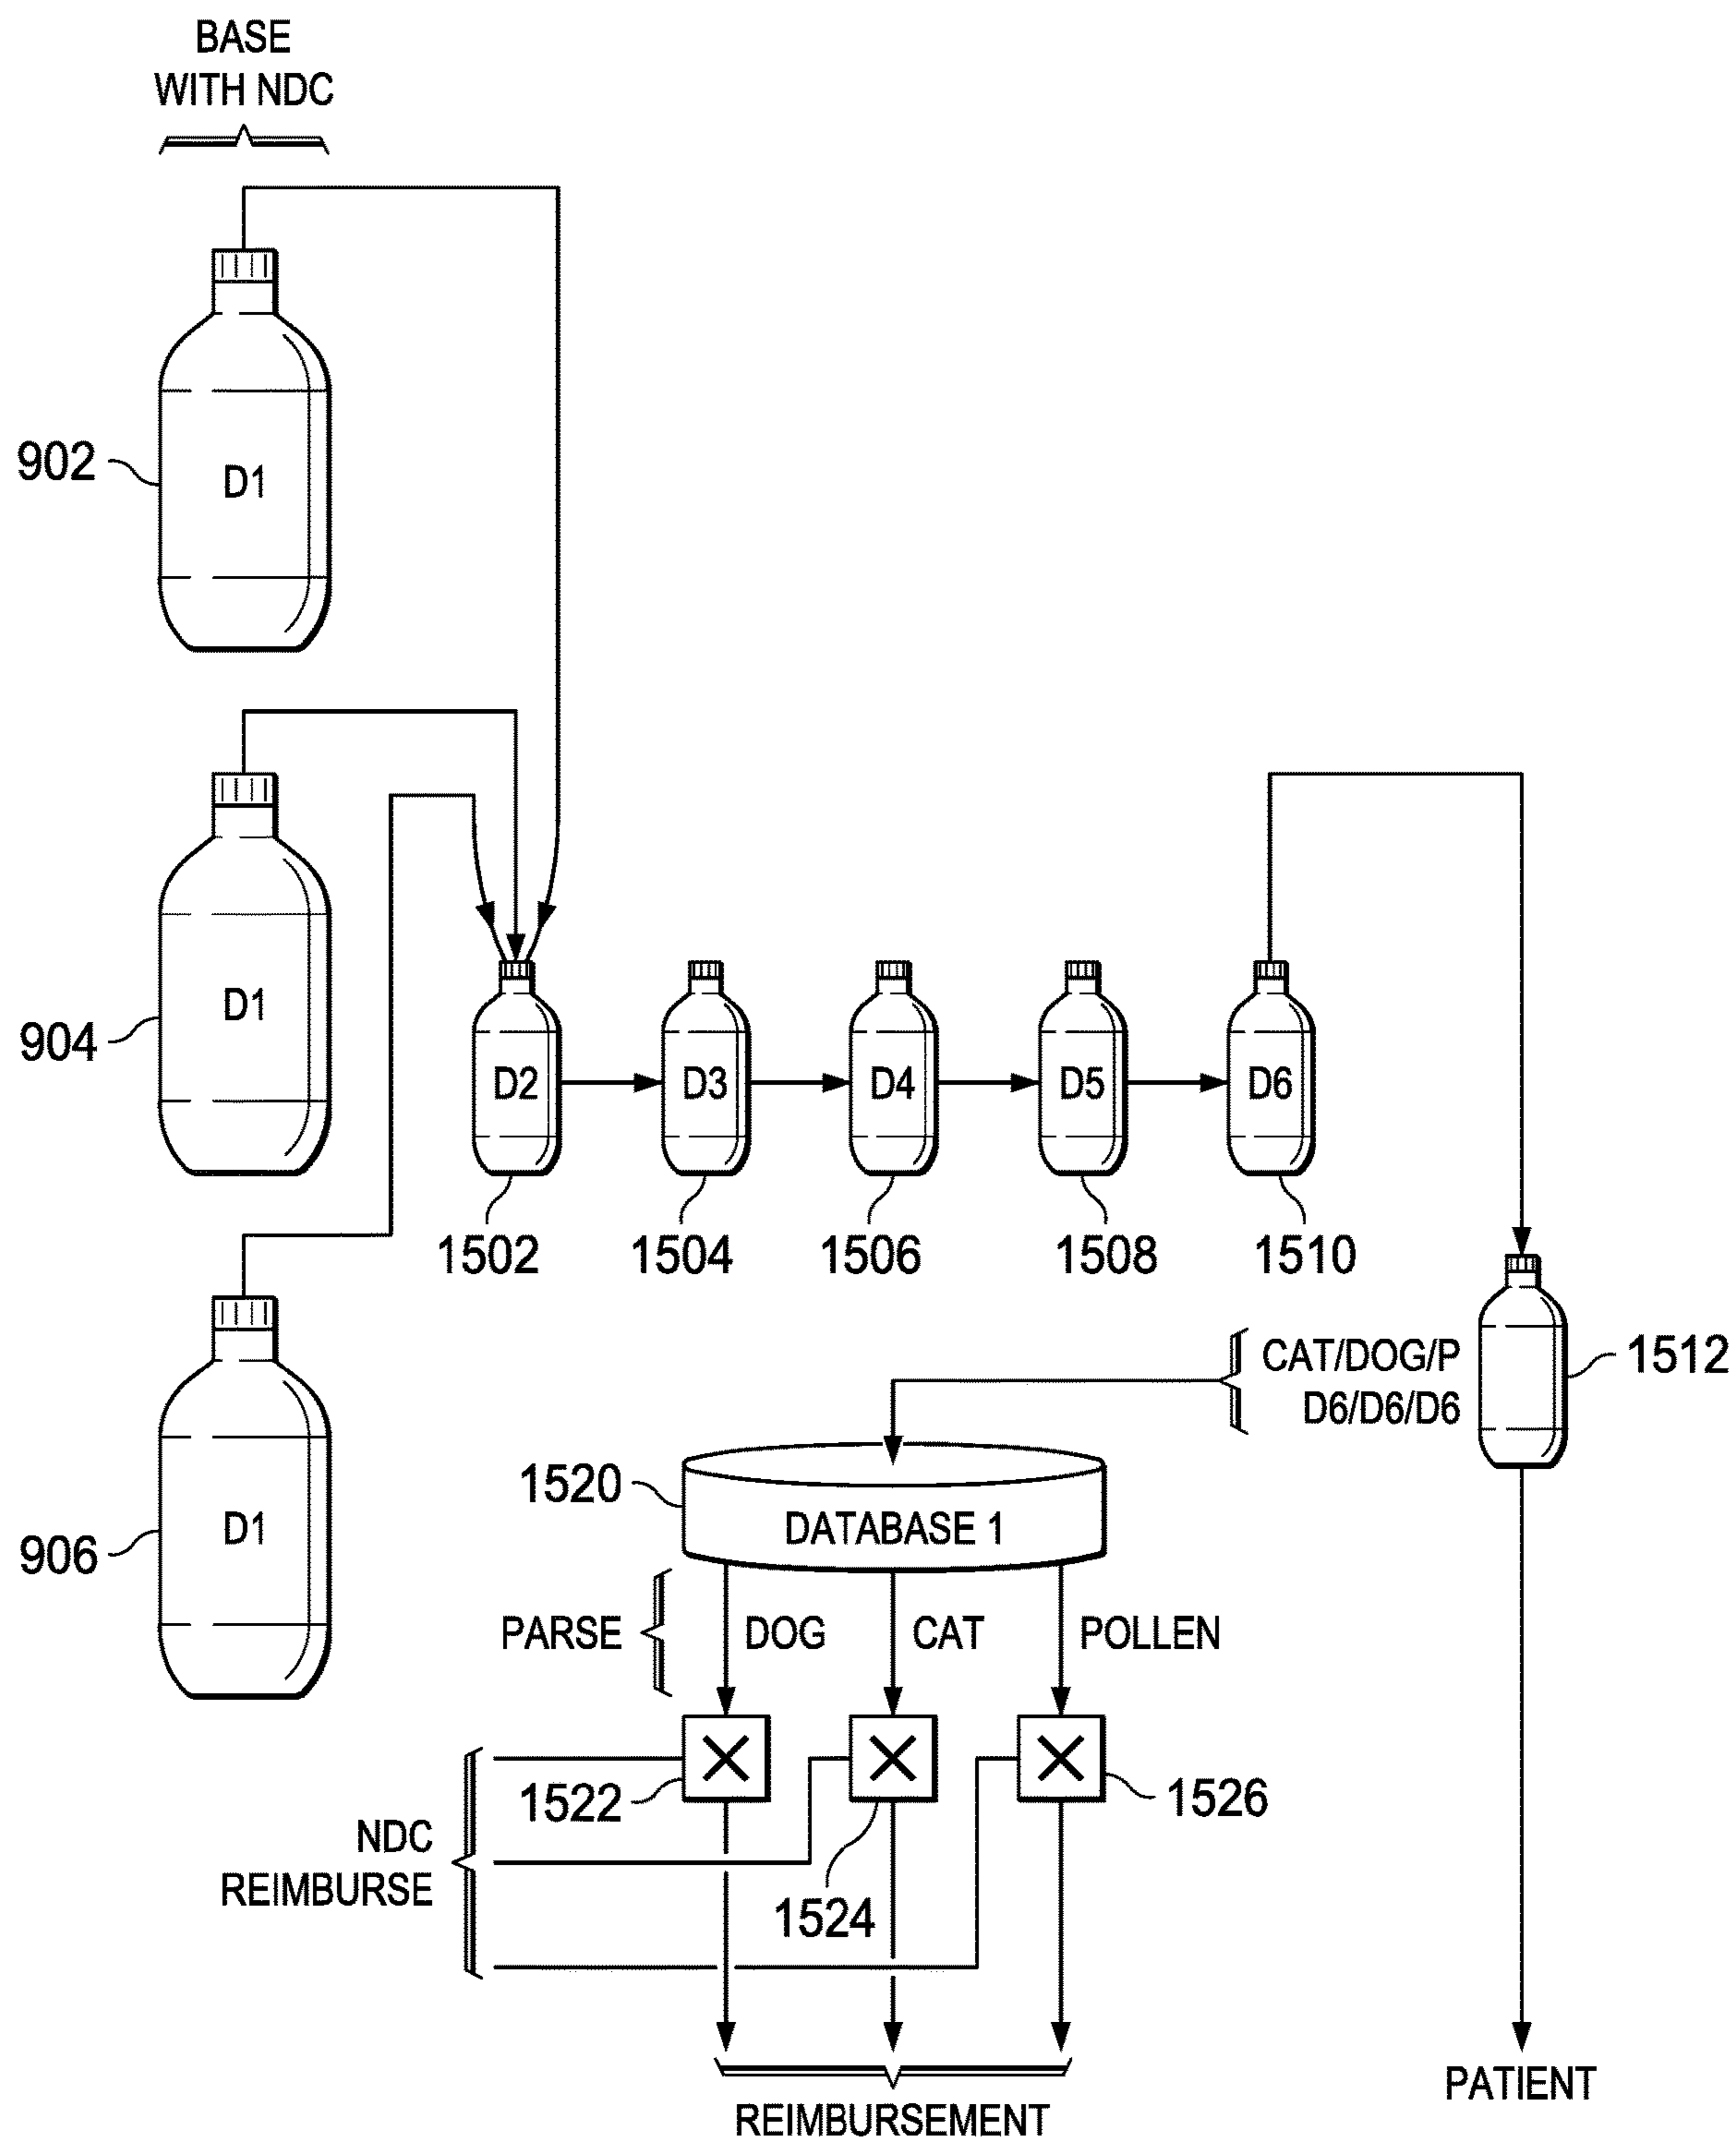 BASE
WITH NDC
902
D1
904
D1
D2
D3
D4
D5
D6
1502
1504
1506
1508
1510
906
D1
CAT/DOG/P
D6/D6/D6
1512
1520
DATABASE 1
PARSE
DOG
CAT
POLLEN
1522
1524
1526
NDC
REIMBURSE
REIMBURSEMENT
PATIENT